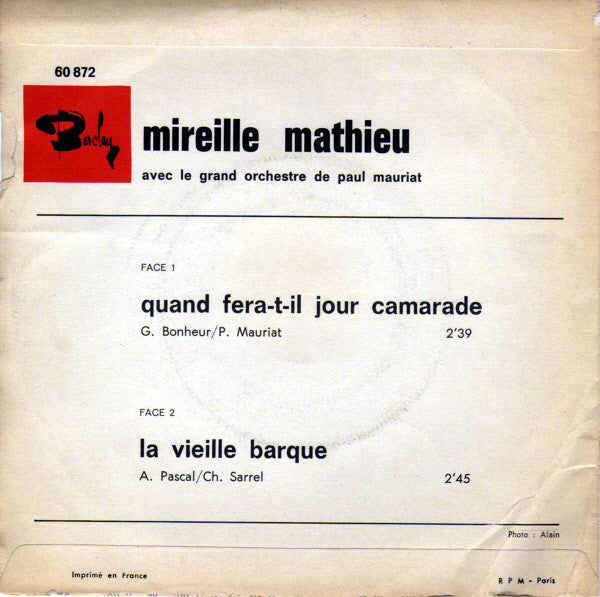 60 872
Barclay
mireille mathieu
avec le grand orchestre de paul mauriat
FACE 1
quand fera-t-il jour camarade
G. Bonheur/P. Mauriat 2'39
FACE 2
la vieille barque
A. Pascal/Ch. Sarrel 2'45
Photo : Alain
Imprimé en France
R P M - Paris